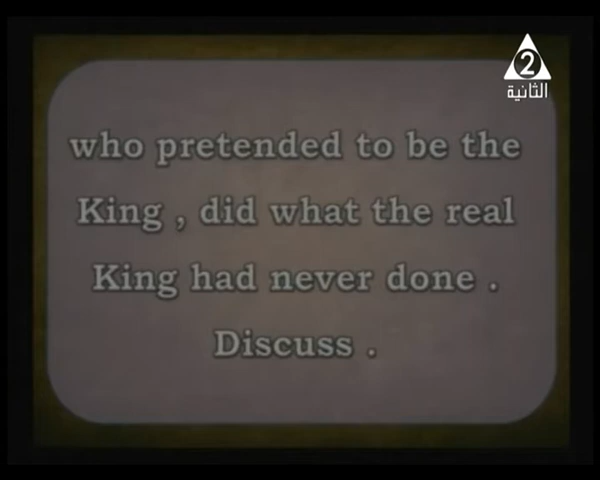 2
الثانية
who pretended to be the
King , did what the real
King had never done .
Discuss .